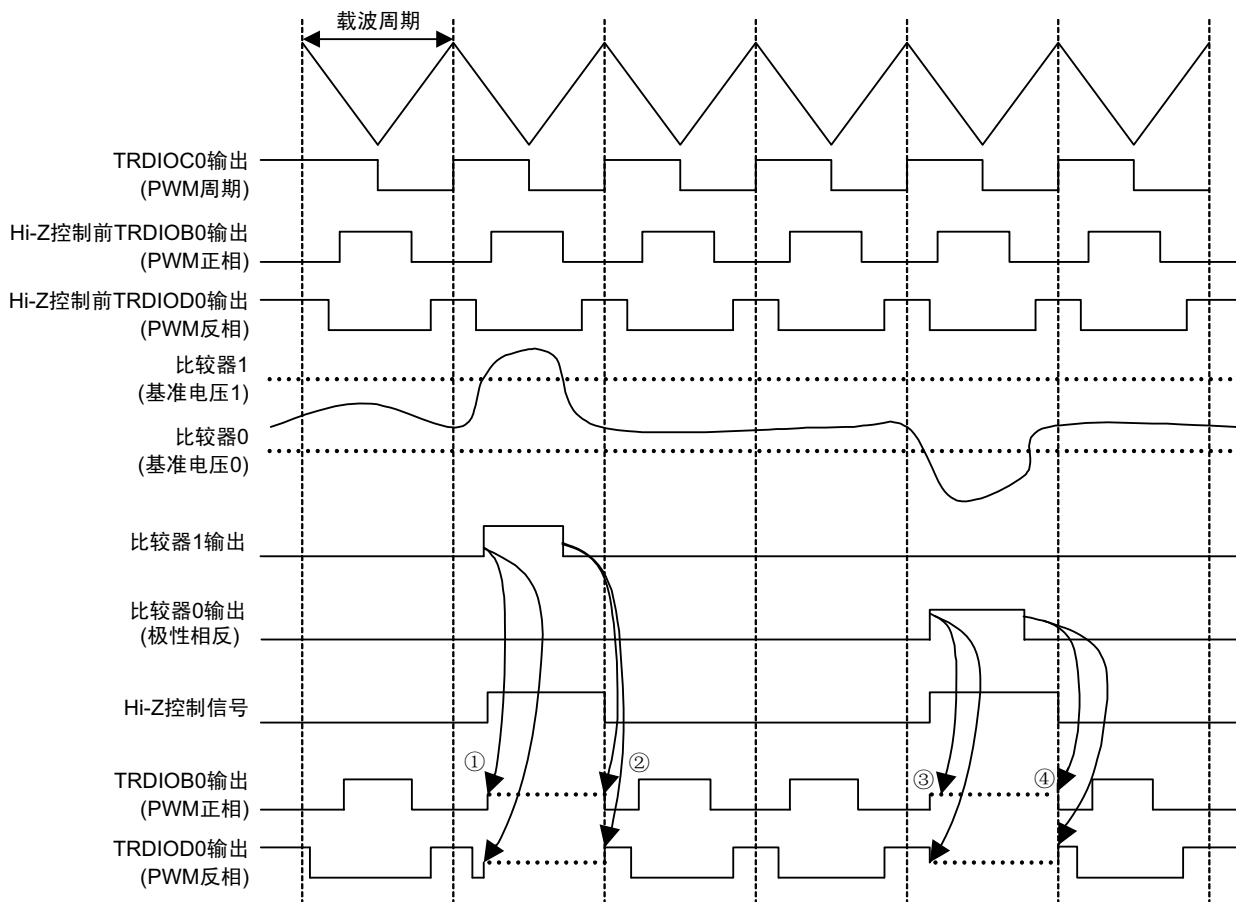 载波周期
TRDIOC0输出
(PWM周期)
Hi-Z控制前TRDIOB0输出
(PWM正相)
Hi-Z控制前TRDIOD0输出
(PWM反相)
比较器1
(基准电压1)
比较器0
(基准电压0)
比较器1输出
比较器0输出
(极性相反)
Hi-Z控制信号
① ② ③ ④
TRDIOB0输出
(PWM正相)
TRDIOD0输出
(PWM反相)